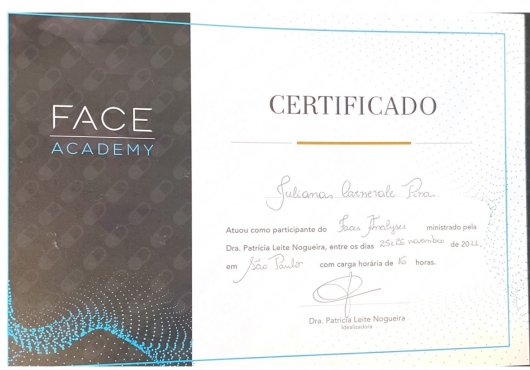 FACE
ACADEMY
CERTIFICADO
Juliana Carnevale Pira
Atuou como participante do Face Analyses ministrado pela
Dra. Patrícia Leite Nogueira, entre os dias 25 e 26 novembro de 20
em São Paulo com carga horária de 16 horas.
Dra. Patrícia Leite Nogueira
Idealizadora